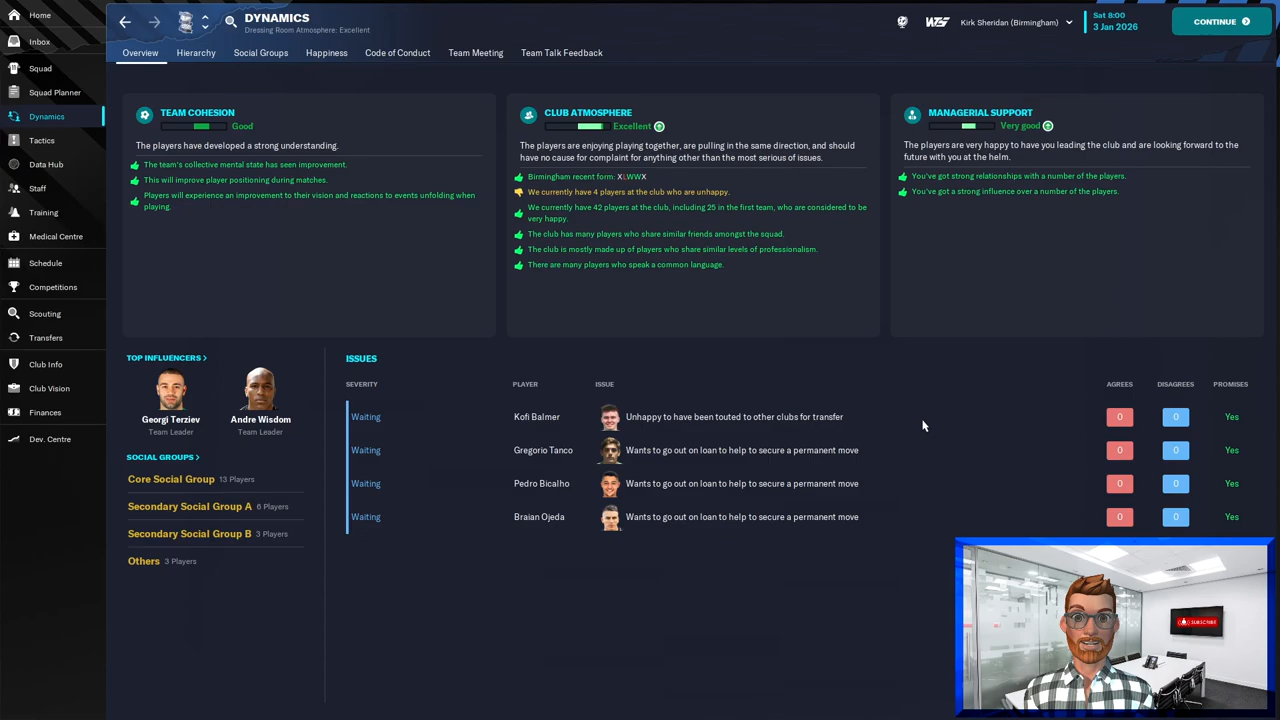 Home
Inbox
Squad
Squad Planner
Dynamics
Tactics
Data Hub
Staff
Training
Medical Centre
Schedule
Competitions
Scouting
Transfers
Club Info
Club Vision
Finances
Dev. Centre
DYNAMICS
Dressing Room Atmosphere: Excellent
Kirk Sheridan (Birmingham)
Sat 8:00
3 Jan 2026
CONTINUE
Overview
Hierarchy
Social Groups
Happiness
Code of Conduct
Team Meeting
Team Talk Feedback
TEAM COHESION
Good
The players have developed a strong understanding.
The team's collective mental state has seen improvement.
This will improve player positioning during matches.
Players will experience an improvement to their vision and reactions to events unfolding when
playing.
CLUB ATMOSPHERE
Excellent
The players are enjoying playing together, are pulling in the same direction, and should
have no cause for complaint for anything other than the most serious of issues.
Birmingham recent form: XLWWX
We currently have 4 players at the club who are unhappy.
We currently have 42 players at the club, including 25 in the first team, who are considered to be
very happy.
The club has many players who share similar friends amongst the squad.
The club is mostly made up of players who share similar levels of professionalism.
There are many players who speak a common language.
MANAGERIAL SUPPORT
Very good
The players are very happy to have you leading the club and are looking forward to the
future with you at the helm.
You've got strong relationships with a number of the players.
You've got a strong influence over a number of the players.
TOP INFLUENCERS >
Georgi Terziev
Team Leader
Andre Wisdom
Team Leader
SOCIAL GROUPS >
Core Social Group 13 Players
Secondary Social Group A 6 Players
Secondary Social Group B 3 Players
Others 3 Players
ISSUES
SEVERITY PLAYER ISSUE AGREES DISAGREES PROMISES
Waiting Kofi Balmer Unhappy to have been touted to other clubs for transfer 0 0 Yes
Waiting Gregorio Tanco Wants to go out on loan to help to secure a permanent move 0 0 Yes
Waiting Pedro Bicalho Wants to go out on loan to help to secure a permanent move 0 0 Yes
Waiting Braian Ojeda Wants to go out on loan to help to secure a permanent move 0 0 Yes
SUBSCRIBE